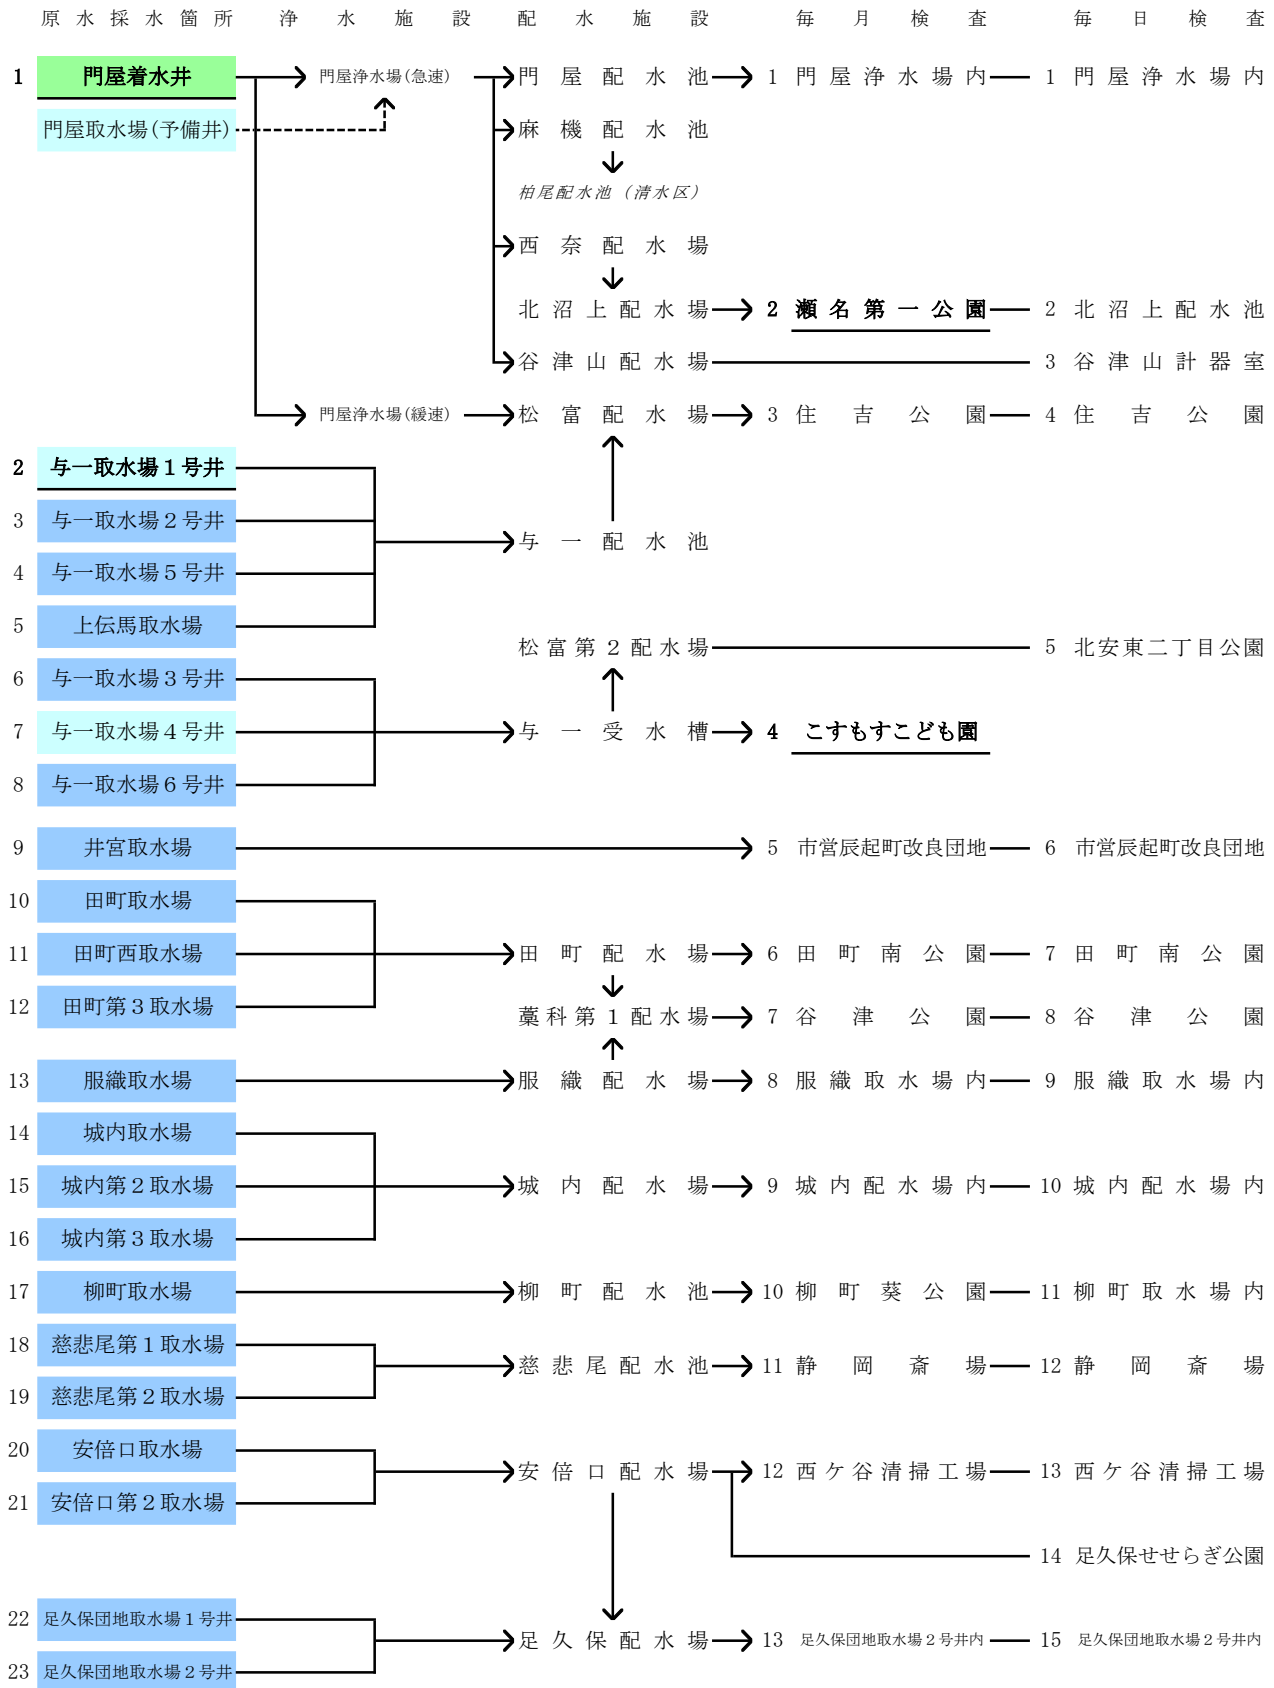 原水採水箇所 浄水施設 配水施設 毎月検査 毎日検査
1 門屋着水井 門屋浄水場(急速) 門屋配水池 1 門屋浄水場内 1 門屋浄水場内
門屋取水場(予備井) 麻機配水池
柏尾配水池（清水区）
西奈配水場
北沼上配水場 2 瀬名第一公園 2 北沼上配水池
谷津山配水場 3 谷津山計器室
門屋浄水場(緩速) 松富配水場 3 住吉公園 4 住吉公園
2 与一取水場１号井
3 与一取水場２号井
与一配水池
4 与一取水場５号井
5 上伝馬取水場
松富第２配水場 5 北安東二丁目公園
6 与一取水場３号井
7 与一取水場４号井 与一受水槽 4 こすもすこども園
8 与一取水場６号井
9 井宮取水場 5 市営辰起町改良団地 6 市営辰起町改良団地
10 田町取水場
11 田町西取水場 田町配水場 6 田町南公園 7 田町南公園
12 田町第３取水場 藁科第１配水場 7 谷津公園 8 谷津公園
13 服織取水場 服織配水場 8 服織取水場内 9 服織取水場内
14 城内取水場
15 城内第２取水場 城内配水場 9 城内配水場内 10 城内配水場内
16 城内第３取水場
17 柳町取水場 柳町配水池 10 柳町葵公園 11 柳町取水場内
18 慈悲尾第１取水場
慈悲尾配水池 11 静岡斎場 12 静岡斎場
19 慈悲尾第２取水場
20 安倍口取水場
安倍口配水場 12 西ケ谷清掃工場 13 西ケ谷清掃工場
21 安倍口第２取水場
14 足久保せせらぎ公園
22 足久保団地取水場１号井
足久保配水場 13 足久保団地取水場２号井内 15 足久保団地取水場２号井内
23 足久保団地取水場２号井